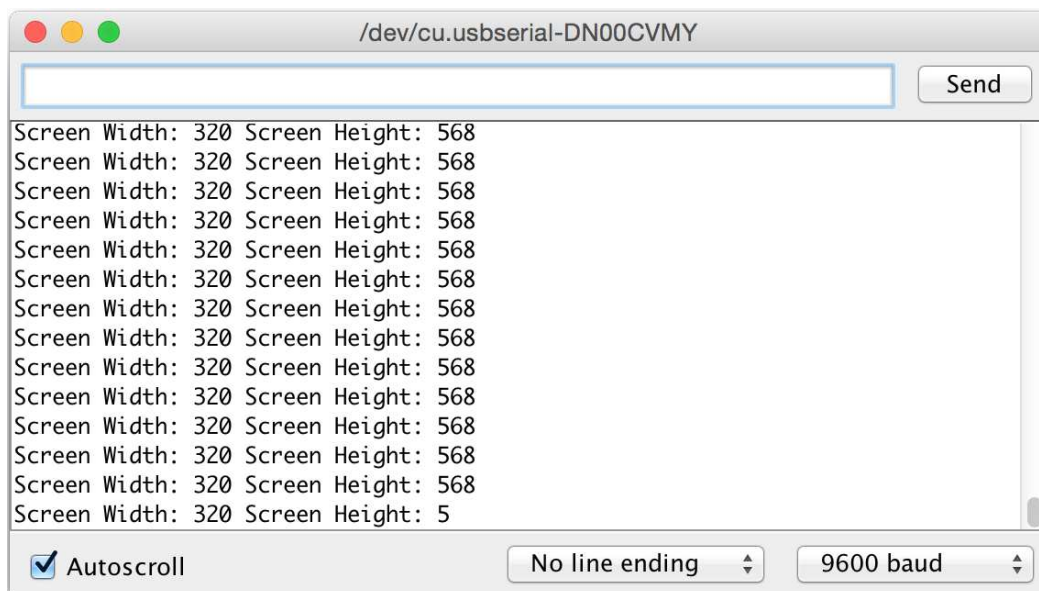 /dev/cu.usbserial-DN00CVMY
Send
Screen Width: 320 Screen Height: 568
Screen Width: 320 Screen Height: 568
Screen Width: 320 Screen Height: 568
Screen Width: 320 Screen Height: 568
Screen Width: 320 Screen Height: 568
Screen Width: 320 Screen Height: 568
Screen Width: 320 Screen Height: 568
Screen Width: 320 Screen Height: 568
Screen Width: 320 Screen Height: 568
Screen Width: 320 Screen Height: 568
Screen Width: 320 Screen Height: 568
Screen Width: 320 Screen Height: 568
Screen Width: 320 Screen Height: 568
Screen Width: 320 Screen Height: 5
Autoscroll No line ending 9600 baud